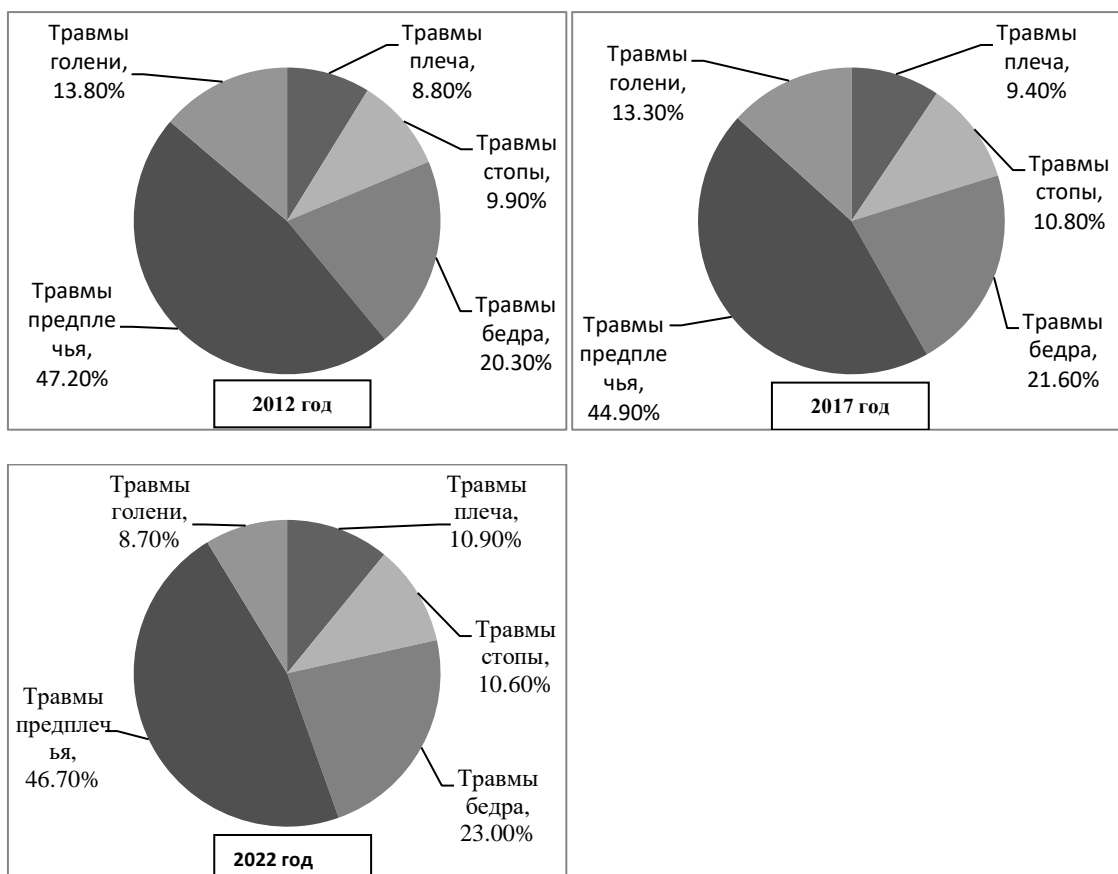 Травмы
голени,
13.80%
Травмы
плеча,
8.80%
Травмы
стопы,
9.90%
Травмы
бедра,
20.30%
Травмы
предпле
чья,
47.20%
2012 год
Травмы
голени,
13.30%
Травмы
плеча,
9.40%
Травмы
стопы,
10.80%
Травмы
бедра,
21.60%
Травмы
предпле
чья,
44.90%
2017 год
Травмы
голени,
8.70%
Травмы
плеча,
10.90%
Травмы
стопы,
10.60%
Травмы
бедра,
23.00%
Травмы
предплеч
ья,
46.70%
2022 год